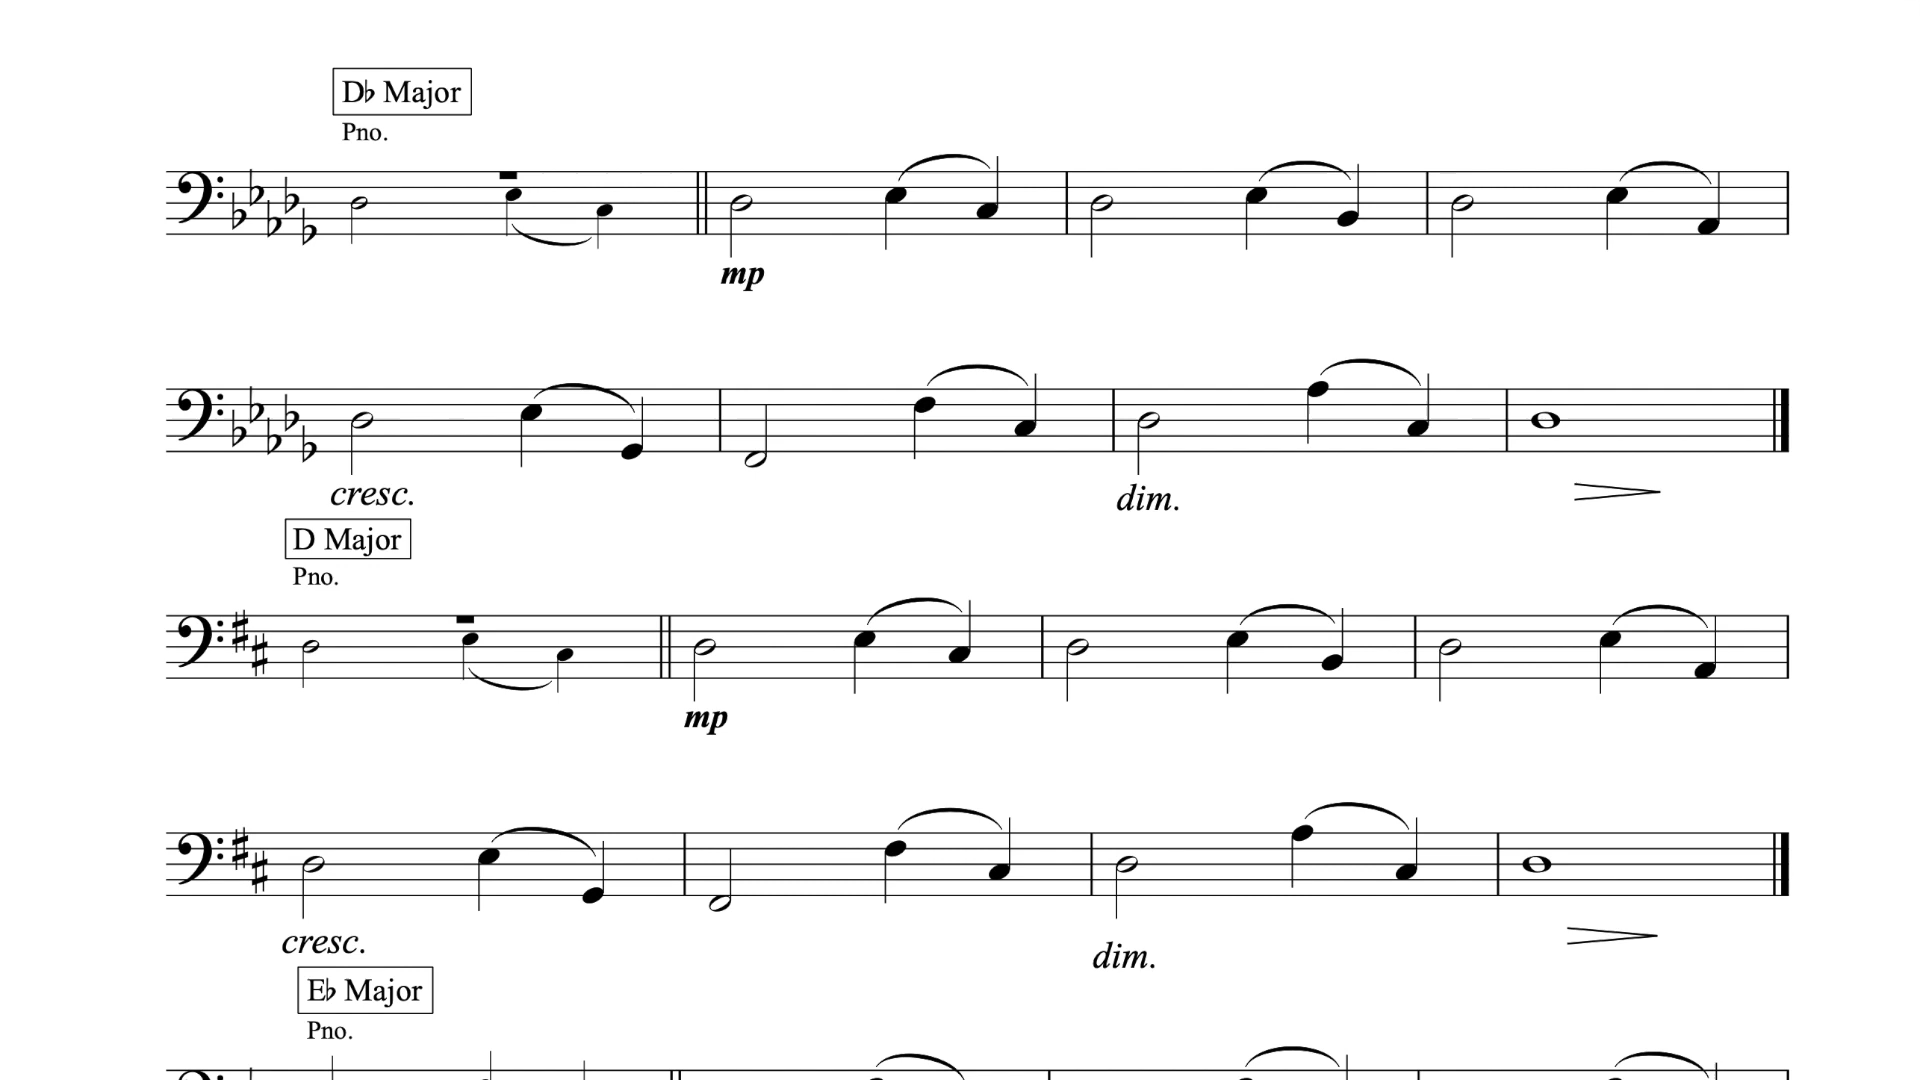 D♭ Major
Pno.
mp
cresc.
dim.
D Major
Pno.
mp
cresc.
dim.
E♭ Major
Pno.